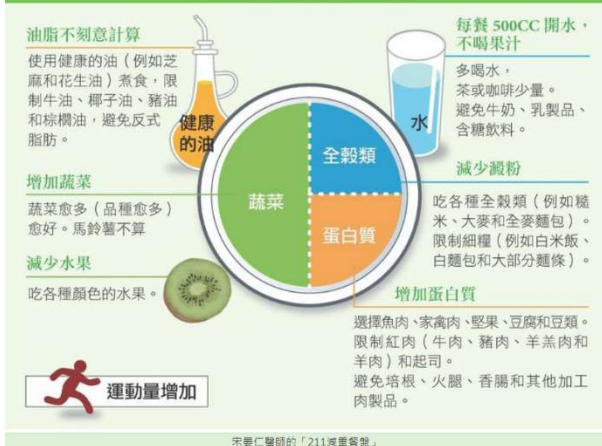 油脂不刻意計算
使用健康的油（例如芝
麻和花生油）煮食，限
制牛油、椰子油、豬油
和棕櫚油，避免反式
脂肪。
健康
的油
每餐 500CC 開水，
不喝果汁
多喝水，
茶或咖啡少量。
避免牛奶、乳製品、
含糖飲料。
水
增加蔬菜
蔬菜愈多（品種愈多）
愈好。馬鈴薯不算
蔬菜
全穀類
蛋白質
減少澱粉
吃各種全穀類（例如糙
米、大麥和全麥麵包）。
限制細糧（例如白米飯、
白麵包和大部分麵條）。
減少水果
吃各種顏色的水果。
增加蛋白質
選擇魚肉、家禽肉、堅果、豆腐和豆類。
限制紅肉（牛肉、豬肉、羊羔肉和
羊肉）和起司。
避免培根、火腿、香腸和其他加工
肉製品。
運動量增加
宋晏仁醫師的「211減重餐盤」